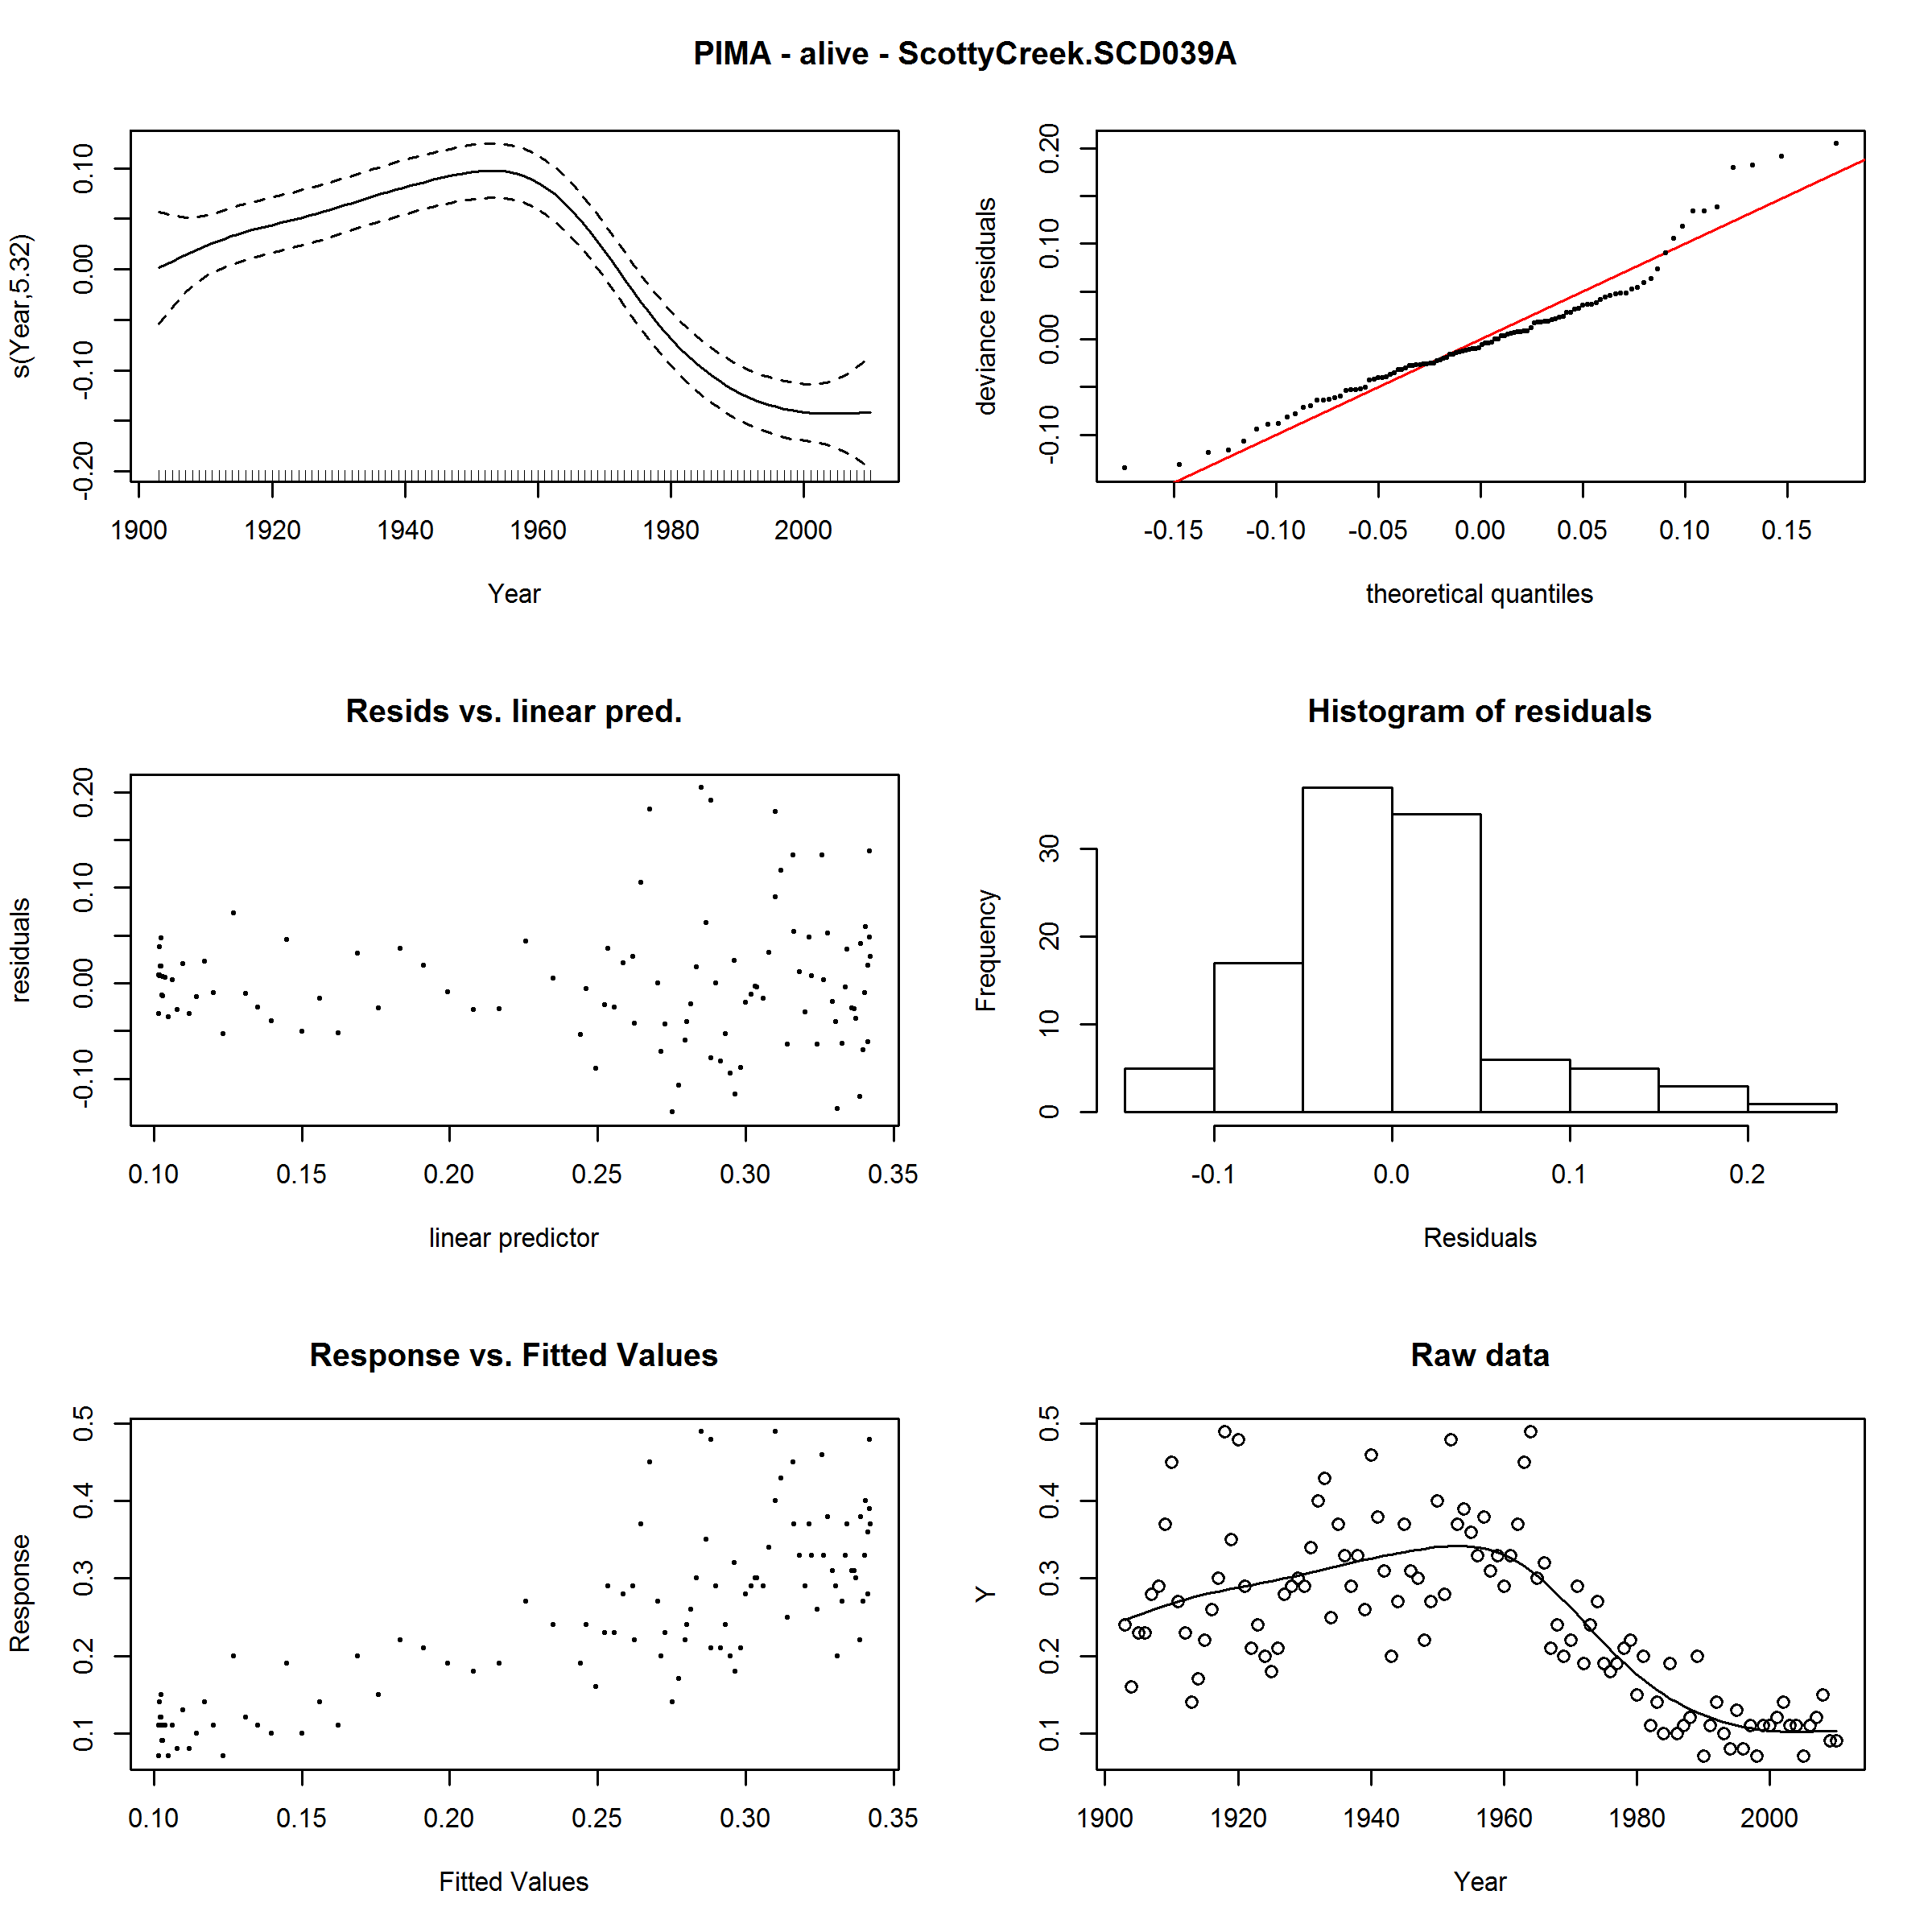 PIMA - alive - ScottyCreek.SCD039A
s(Year,5.32)
0.10
0.00
-0.10
-0.20
1900 1920 1940 1960 1980 2000
Year
deviance residuals
0.20
0.10
0.00
-0.10
-0.15 -0.10 -0.05 0.00 0.05 0.10 0.15
theoretical quantiles
Resids vs. linear pred.
residuals
0.20
0.10
0.00
-0.10
0.10 0.15 0.20 0.25 0.30 0.35
linear predictor
Histogram of residuals
Frequency
30
20
10
0
-0.1 0.0 0.1 0.2
Residuals
Response vs. Fitted Values
Response
0.5
0.4
0.3
0.2
0.1
0.10 0.15 0.20 0.25 0.30 0.35
Fitted Values
Raw data
Y
0.5
0.4
0.3
0.2
0.1
1900 1920 1940 1960 1980 2000
Year